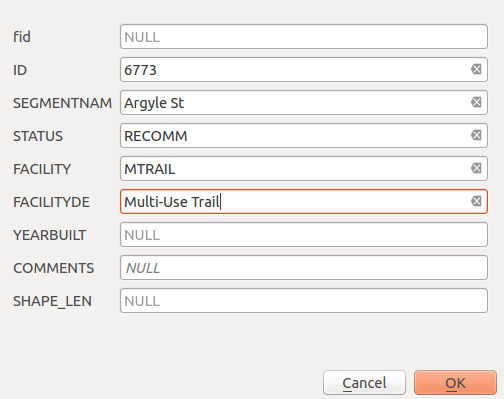 fid NULL
ID 6773
SEGMENTNAM Argyle St
STATUS RECOMM
FACILITY MTRAIL
FACILITYDE Multi-Use Trail
YEARBUILT NULL
COMMENTS NULL
SHAPE_LEN NULL
Cancel OK